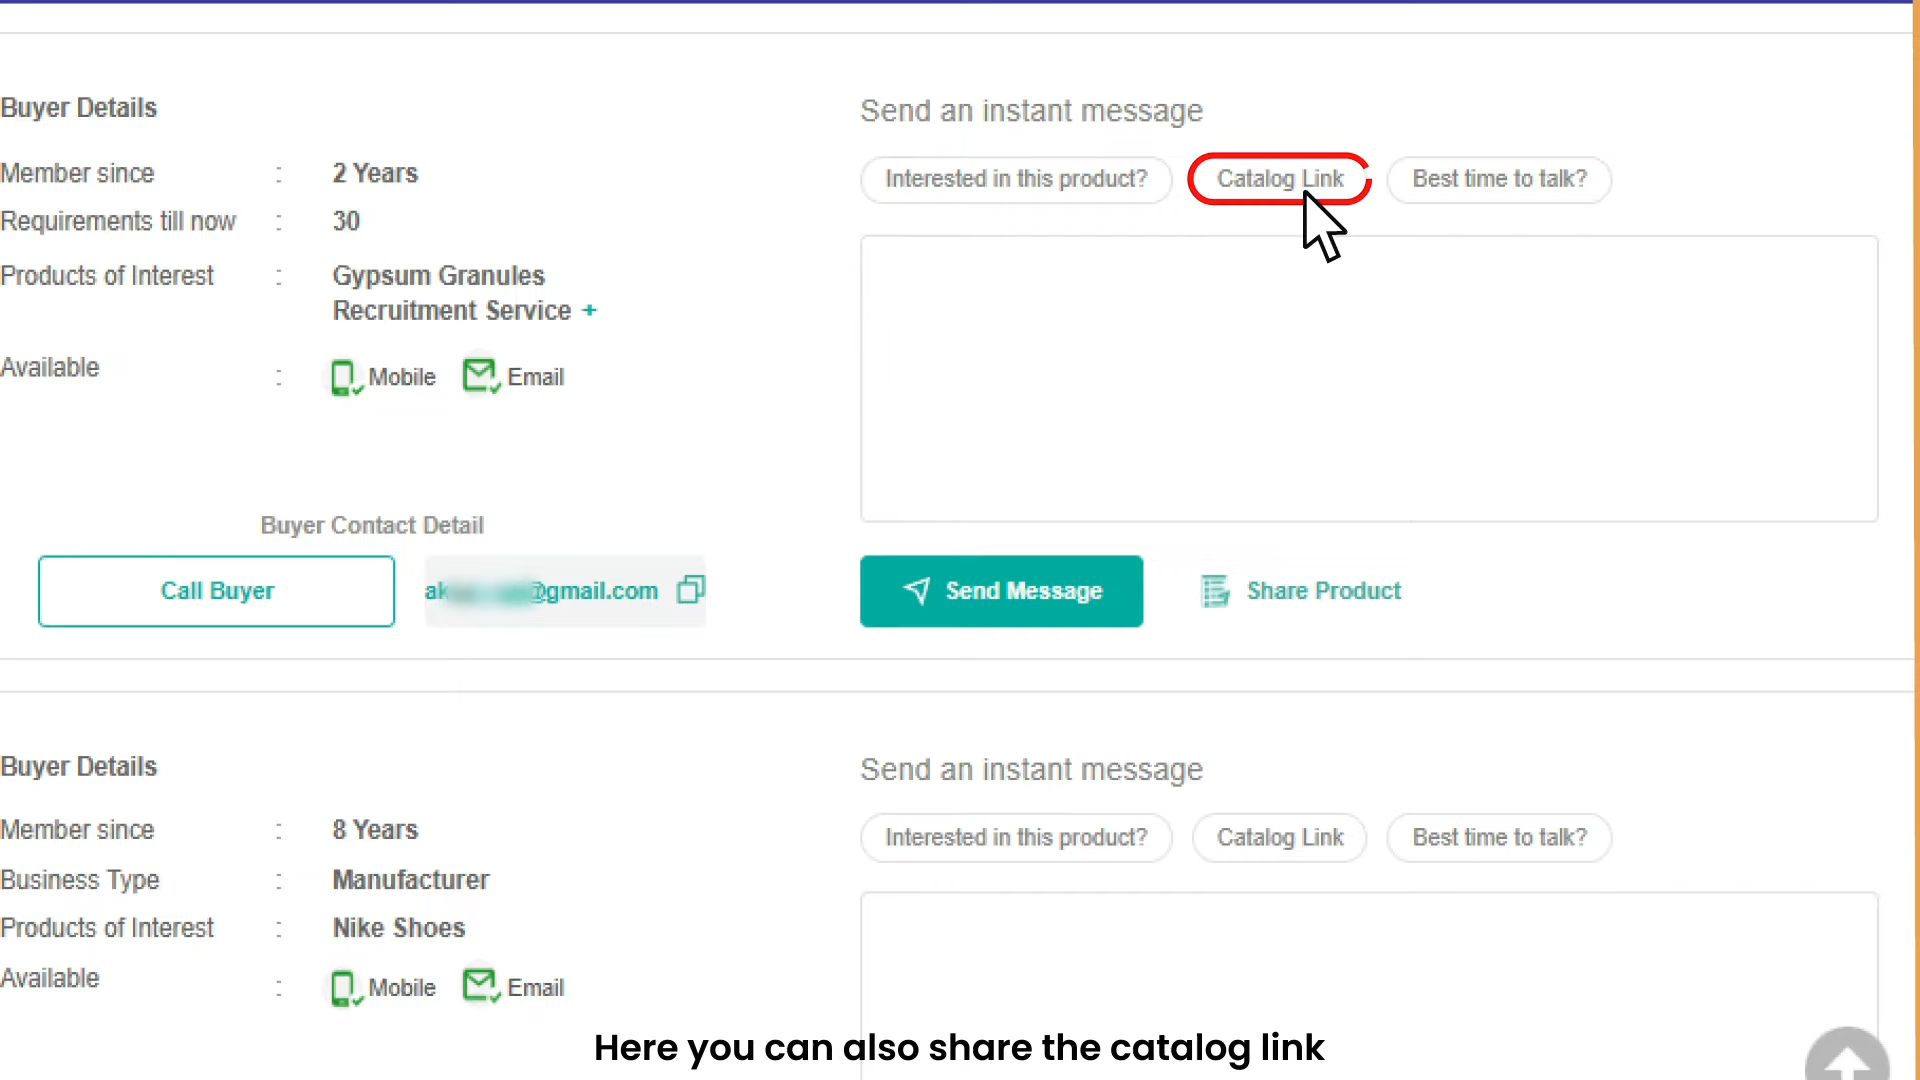 Buyer Details
Member since : 2 Years
Requirements till now : 30
Products of Interest : Gypsum Granules
Recruitment Service +
Available : Mobile Email
Buyer Contact Detail
Call Buyer
@gmail.com
Send an instant message
Interested in this product? Catalog Link Best time to talk?
Send Message Share Product
Buyer Details
Member since : 8 Years
Business Type : Manufacturer
Products of Interest : Nike Shoes
Available : Mobile Email
Send an instant message
Interested in this product? Catalog Link Best time to talk?
Here you can also share the catalog link